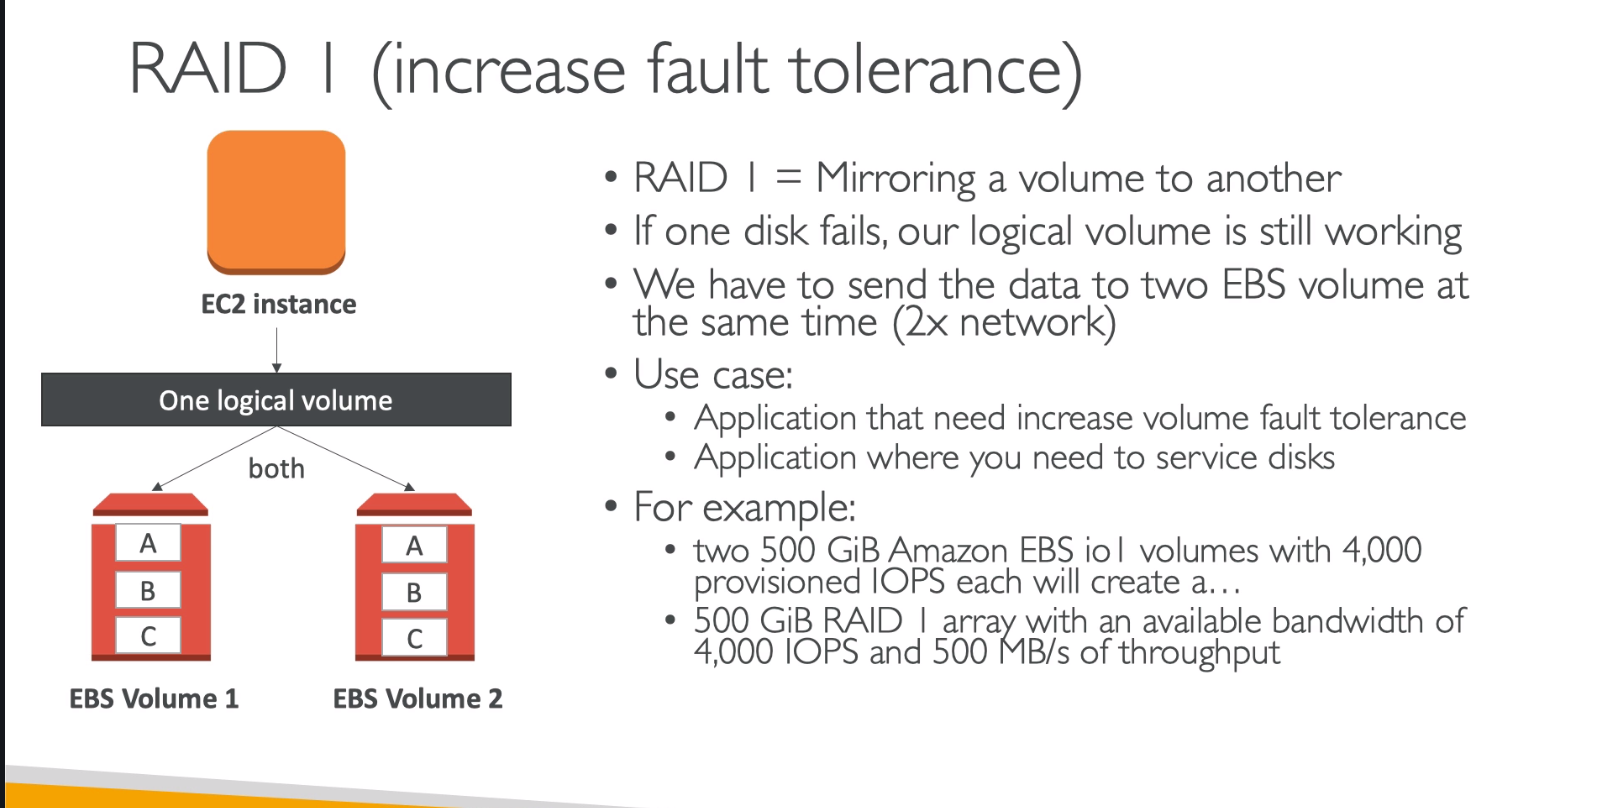 RAID 1 (increase fault tolerance)
EC2 instance
One logical volume
both
A
B
C
A
B
C
EBS Volume 1
EBS Volume 2
• RAID 1 = Mirroring a volume to another
• If one disk fails, our logical volume is still working
• We have to send the data to two EBS volume at
the same time (2x network)
• Use case:
• Application that need increase volume fault tolerance
• Application where you need to service disks
• For example:
• two 500 GiB Amazon EBS io1 volumes with 4,000
provisioned IOPS each will create a…
• 500 GiB RAID 1 array with an available bandwidth of
4,000 IOPS and 500 MB/s of throughput